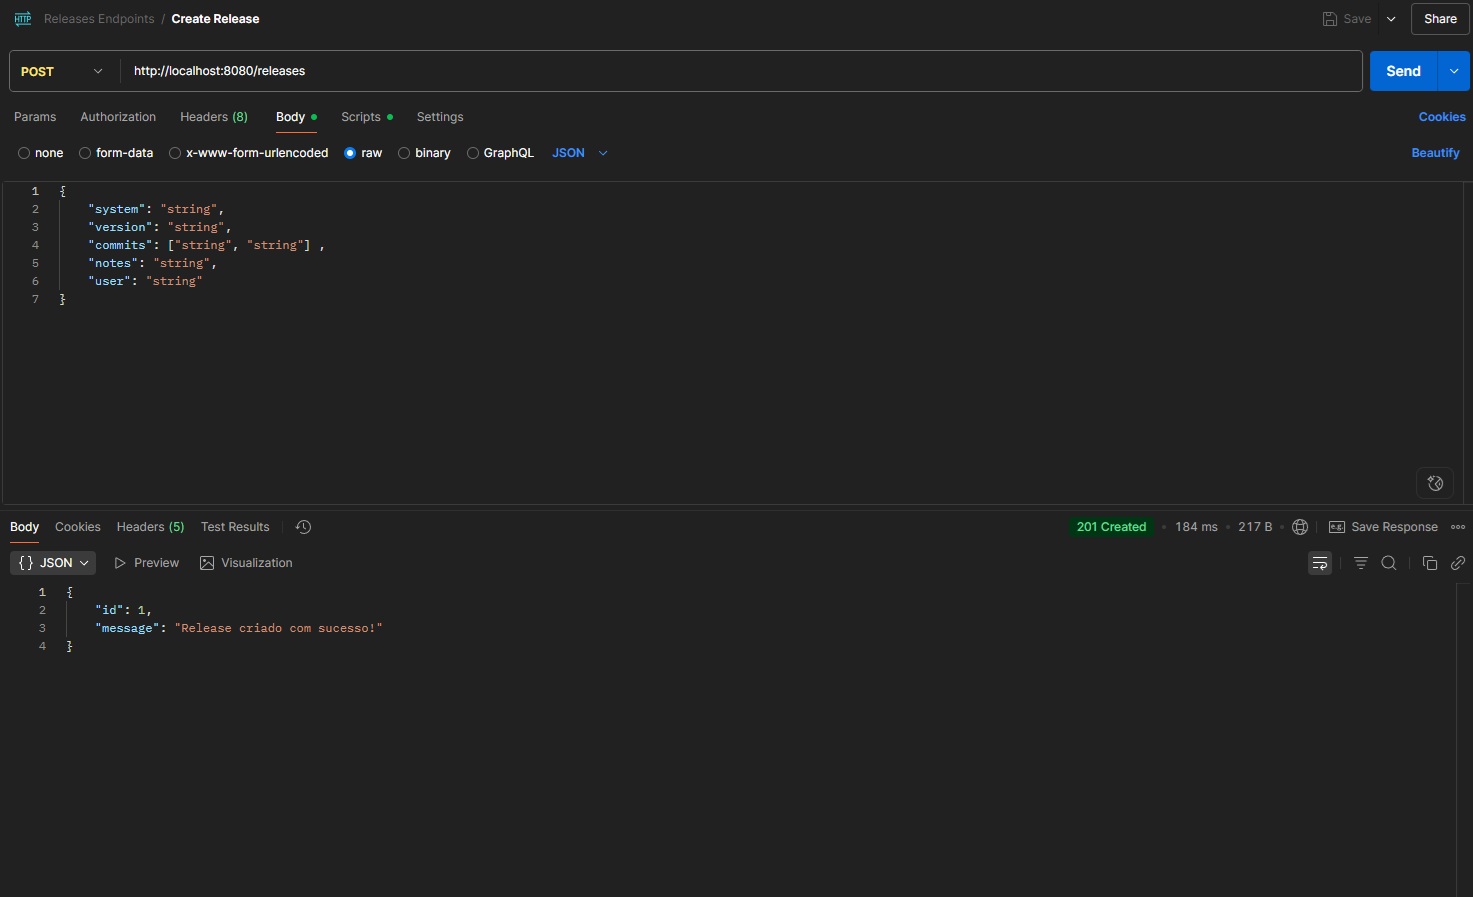 HTTP Releases Endpoints / Create Release Save Share
POST http://localhost:8080/releases Send
Params Authorization Headers (8) Body Scripts Settings Cookies
none form-data x-www-form-urlencoded raw binary GraphQL JSON Beautify
1 {
2 "system": "string",
3 "version": "string",
4 "commits": ["string", "string"] ,
5 "notes": "string",
6 "user": "string"
7 }
Body Cookies Headers (5) Test Results 201 Created • 184 ms • 217 B • e.g. Save Response
{} JSON Preview Visualization
1 {
2 "id": 1,
3 "message": "Release criado com sucesso!"
4 }